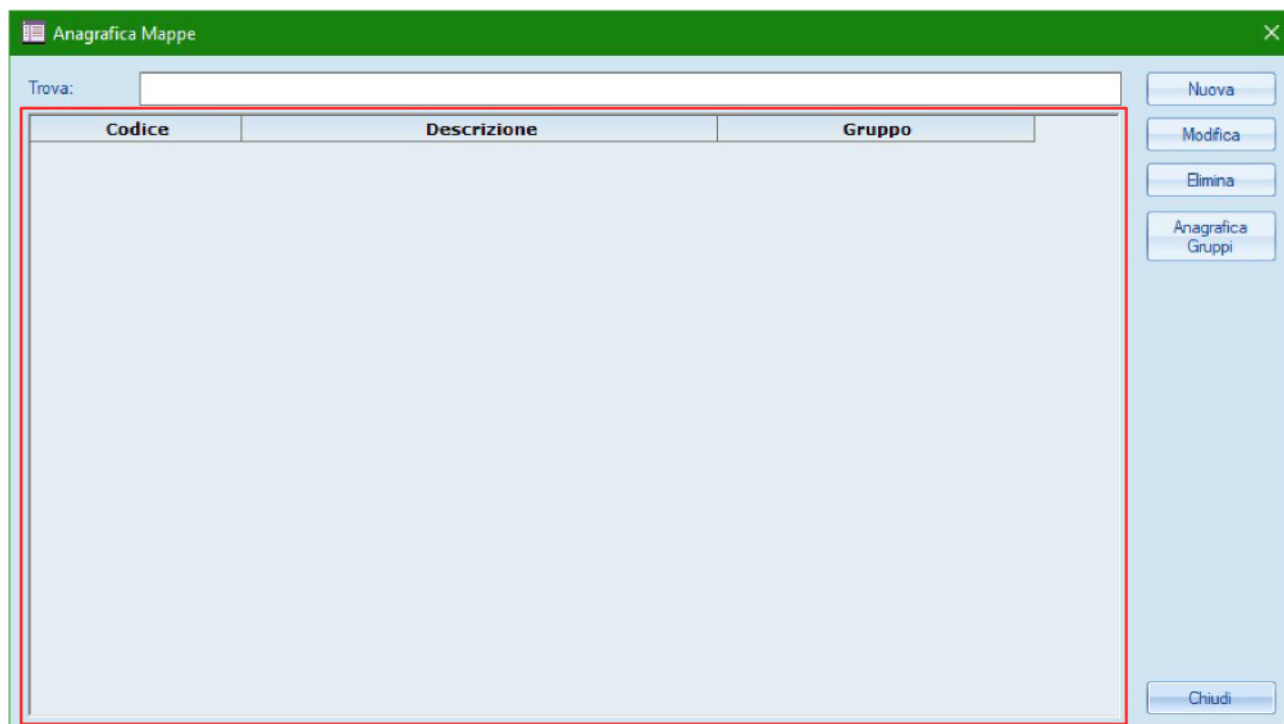 Anagrafica Mappe
Trova:
Nuova
Codice Descrizione Gruppo
Modifica
Elimina
Anagrafica
Gruppi
Chiudi